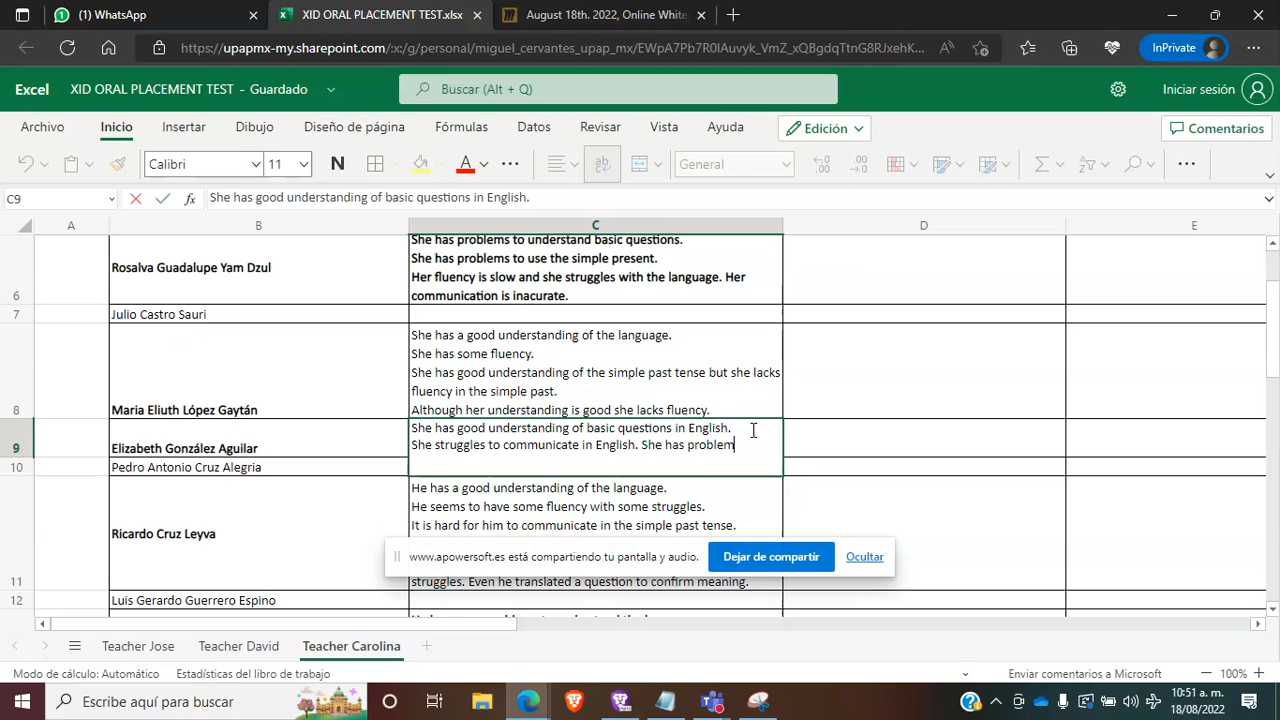 (1) WhatsApp
XID ORAL PLACEMENT TEST.xlsx
August 18th. 2022, Online White
https://upapmx-my.sharepoint.com/:x:/g/personal/miguel_cervantes_upap_mx/EWpA7Pb7R0lAuvyk_VmZ_xQBgdqTtnG8RJxehK...
InPrivate
Excel
XID ORAL PLACEMENT TEST - Guardado
Buscar (Alt + Q)
Iniciar sesión
Archivo
Inicio
Insertar
Dibujo
Diseño de página
Fórmulas
Datos
Revisar
Vista
Ayuda
Edición
Comentarios
Calibri
11
N
General
C9
She has good understanding of basic questions in English.
A
B
C
D
E
She has problems to understand basic questions.
She has problems to use the simple present.
Rosalva Guadalupe Yam Dzul
Her fluency is slow and she struggles with the language. Her
6
communication is inacurate.
7
Julio Castro Sauri
She has a good understanding of the language.
She has some fluency.
She has good understanding of the simple past tense but she lacks
fluency in the simple past.
8
Maria Eliuth López Gaytán
Although her understanding is good she lacks fluency.
She has good understanding of basic questions in English.
9
Elizabeth González Aguilar
She struggles to communicate in English. She has problem
10
Pedro Antonio Cruz Alegria
He has a good understanding of the language.
He seems to have some fluency with some struggles.
Ricardo Cruz Leyva
It is hard for him to communicate in the simple past tense.
www.apowersoft.es está compartiendo tu pantalla y audio.
Dejar de compartir
Ocultar
11
struggles. Even he translated a question to confirm meaning.
12
Luis Gerardo Guerrero Espino
Teacher Jose
Teacher David
Teacher Carolina
Modo de cálculo: Automático
Estadísticas del libro de trabajo
Enviar comentarios a Microsoft
100%
Escribe aquí para buscar
10:51 a. m.
18/08/2022